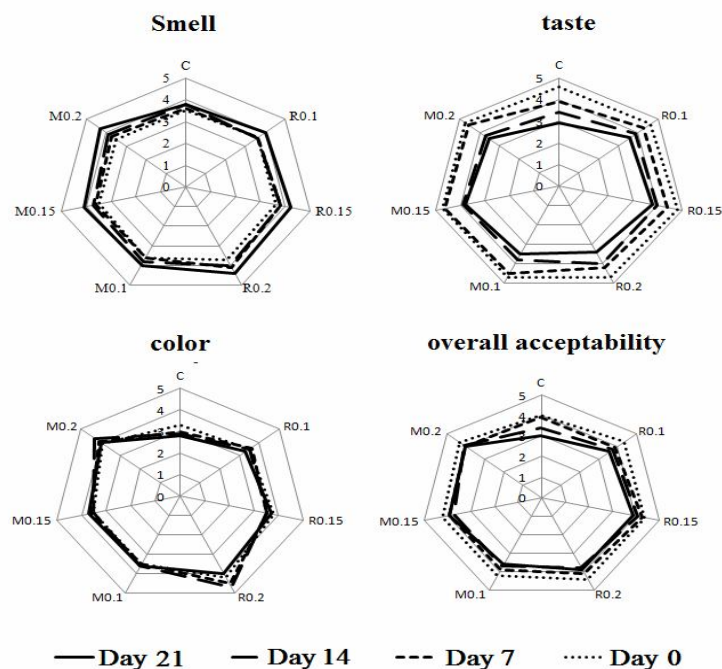 Smell
C
5
4
3
2
1
0
R0.1
R0.15
R0.2
M0.1
M0.15
M0.2
taste
C
5
4
3
2
1
0
R0.1
R0.15
R0.2
M0.1
M0.15
M0.2
color
-
C
5
4
3
2
1
0
R0.1
R0.15
R0.2
M0.1
M0.15
M0.2
overall acceptability
C
5
4
3
2
1
0
R0.1
R0.15
R0.2
M0.1
M0.15
M0.2
Day 21 Day 14 Day 7 Day 0